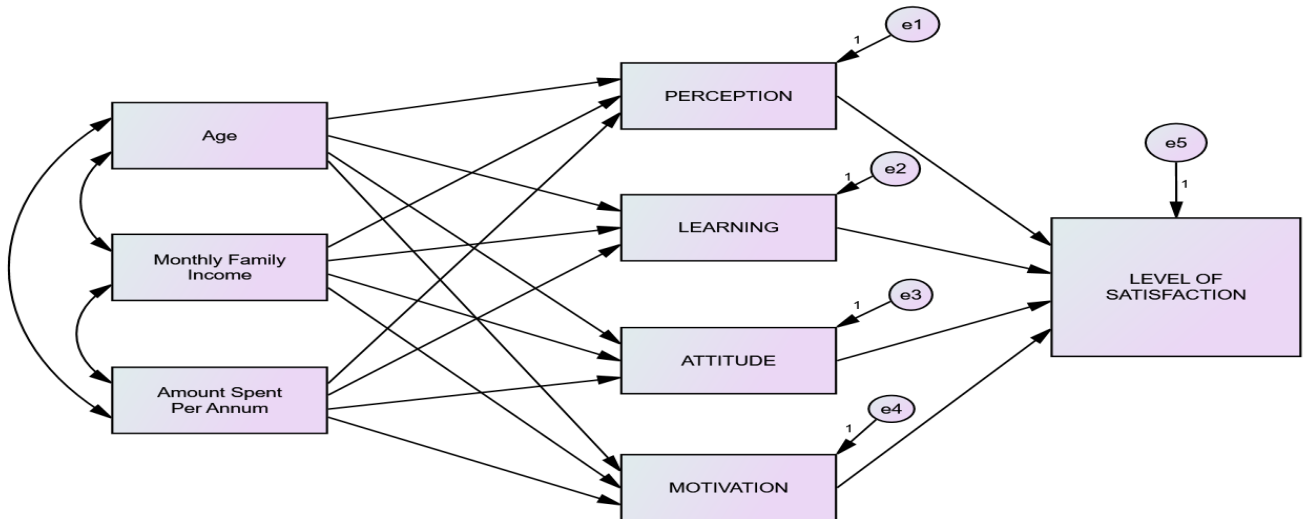 e1
1
PERCEPTION
Age
e5
1
e2
1
LEARNING
Monthly Family
Income
LEVEL OF
SATISFACTION
e3
1
ATTITUDE
Amount Spent
Per Annum
e4
1
MOTIVATION